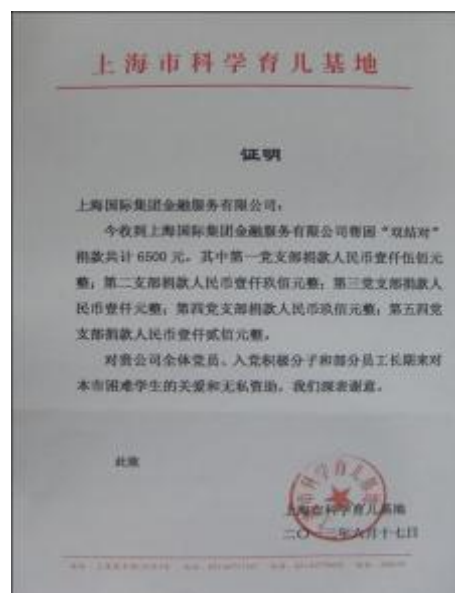 上海市科学育儿基地
证明
上海国际集团金融服务有限公司：
今收到上海国际集团金融服务有限公司帮困“双结对”
捐款共计6500元。其中第一党支部捐款人民币壹仟伍佰元
整；第二支部捐款人民币壹仟玖佰元整；第三党支部捐款人
民币壹仟元整；第四党支部捐款人民币玖佰元整；第五四党
支部捐款人民币壹仟贰佰元整。
对贵公司全体党员、入党积极分子和部分员工长期来对
本市困难学生的关爱和无私资助，我们深表谢意。
此致
上海市科学育儿基地
二〇一二年六月十七日